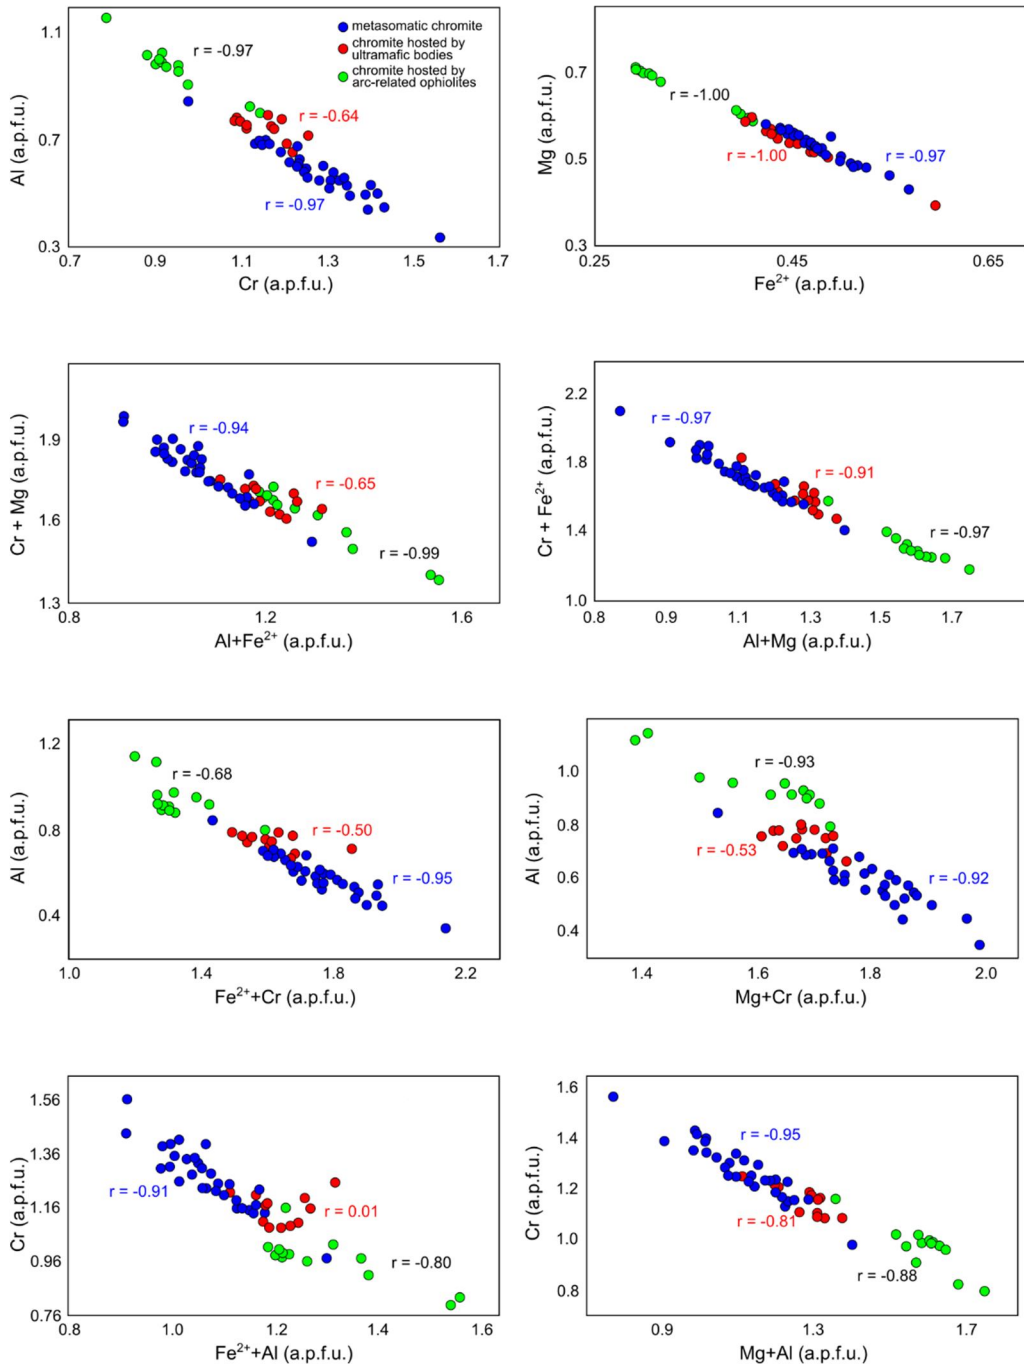 1.1
0.7
0.3
Al (a.p.f.u.)
metasomatic chromite
chromite hosted by
ultramafic bodies
chromite hosted by
arc-related ophiolites
r = -0.97
r = -0.64
r = -0.97
0.7 0.9 1.1 1.3 1.5 1.7
Cr (a.p.f.u.)
0.7
0.5
0.3
Mg (a.p.f.u.)
r = -1.00
r = -1.00
r = -0.97
0.25 0.45 0.65
Fe²⁺ (a.p.f.u.)
1.9
1.6
1.3
Cr + Mg (a.p.f.u.)
r = -0.94
r = -0.65
r = -0.99
0.8 1.2 1.6
Al+Fe²⁺ (a.p.f.u.)
2.2
1.8
1.4
1.0
Cr + Fe²⁺ (a.p.f.u.)
r = -0.97
r = -0.91
r = -0.97
0.8 0.9 1.1 1.3 1.5 1.7
Al+Mg (a.p.f.u.)
1.2
0.8
0.4
Al (a.p.f.u.)
r = -0.68
r = -0.50
r = -0.95
1.0 1.4 1.8 2.2
Fe²⁺+Cr (a.p.f.u.)
1.0
0.8
0.6
0.4
Al (a.p.f.u.)
r = -0.93
r = -0.53
r = -0.92
1.4 1.6 1.8 2.0
Mg+Cr (a.p.f.u.)
1.56
1.36
1.16
0.96
0.76
Cr (a.p.f.u.)
r = -0.91
r = 0.01
r = -0.80
0.8 1.0 1.2 1.4 1.6
Fe²⁺+Al (a.p.f.u.)
1.6
1.4
1.2
1.0
0.8
Cr (a.p.f.u.)
r = -0.95
r = -0.81
r = -0.88
0.9 1.3 1.7
Mg+Al (a.p.f.u.)